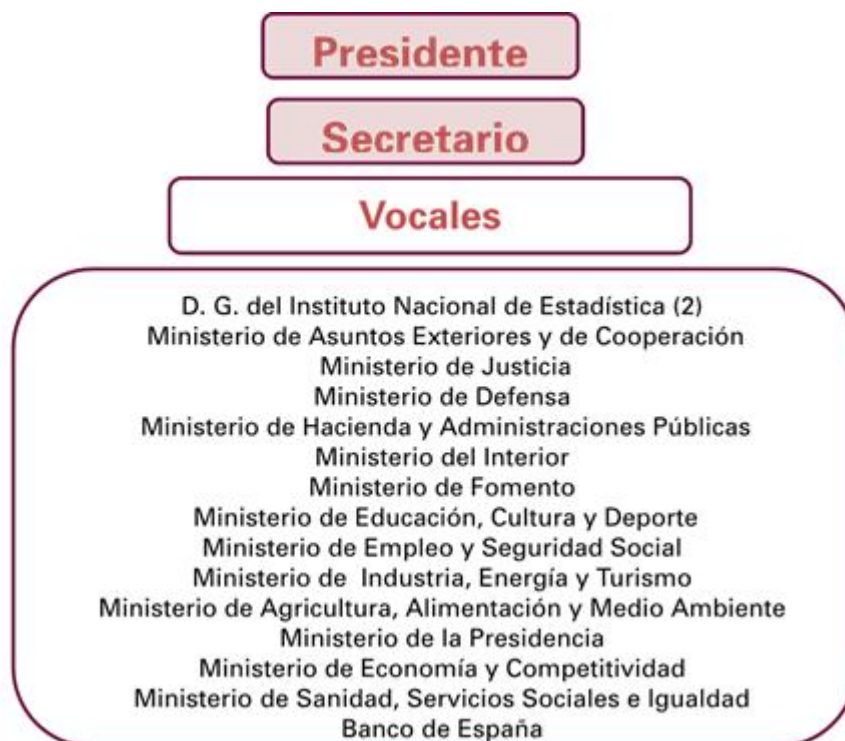 Presidente
Secretario
Vocales
D. G. del Instituto Nacional de Estadística (2)
Ministerio de Asuntos Exteriores y de Cooperación
Ministerio de Justicia
Ministerio de Defensa
Ministerio de Hacienda y Administraciones Públicas
Ministerio del Interior
Ministerio de Fomento
Ministerio de Educación, Cultura y Deporte
Ministerio de Empleo y Seguridad Social
Ministerio de Industria, Energía y Turismo
Ministerio de Agricultura, Alimentación y Medio Ambiente
Ministerio de la Presidencia
Ministerio de Economía y Competitividad
Ministerio de Sanidad, Servicios Sociales e Igualdad
Banco de España